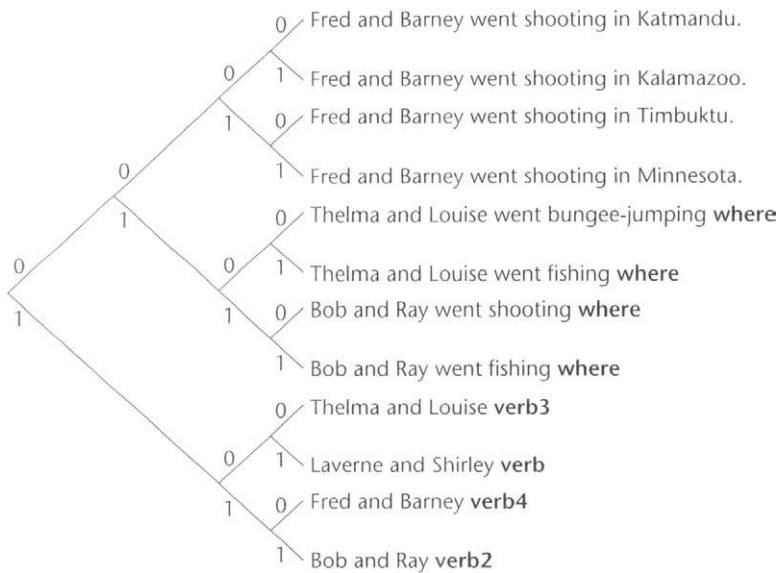 0 Fred and Barney went shooting in Katmandu.
0
1 Fred and Barney went shooting in Kalamazoo.
0 Fred and Barney went shooting in Timbuktu.
1
0
1 Fred and Barney went shooting in Minnesota.
0 Thelma and Louise went bungee-jumping where
1
0
0
1 Thelma and Louise went fishing where
0 Bob and Ray went shooting where
1
1
1 Bob and Ray went fishing where
0 Thelma and Louise verb3
0
1 Laverne and Shirley verb
0 Fred and Barney verb4
1
1 Bob and Ray verb2